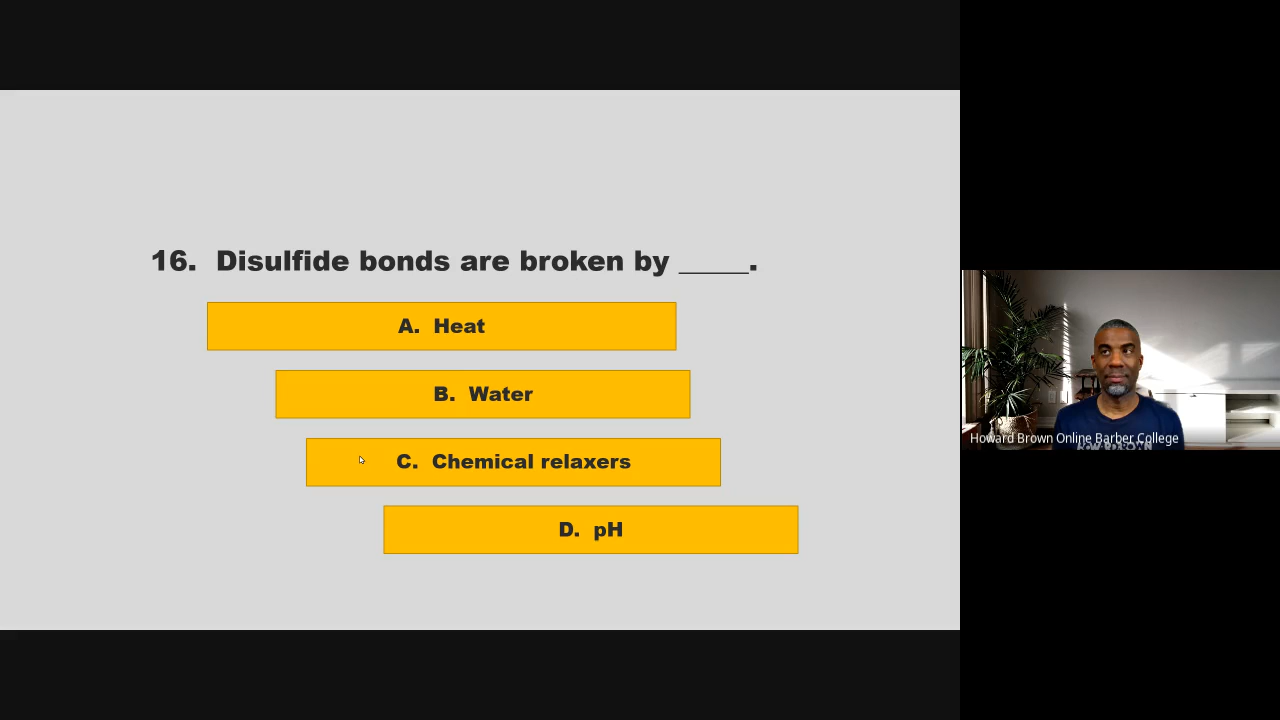 16. Disulfide bonds are broken by _____.
A. Heat
B. Water
C. Chemical relaxers
D. pH
Howard Brown Online Barber College